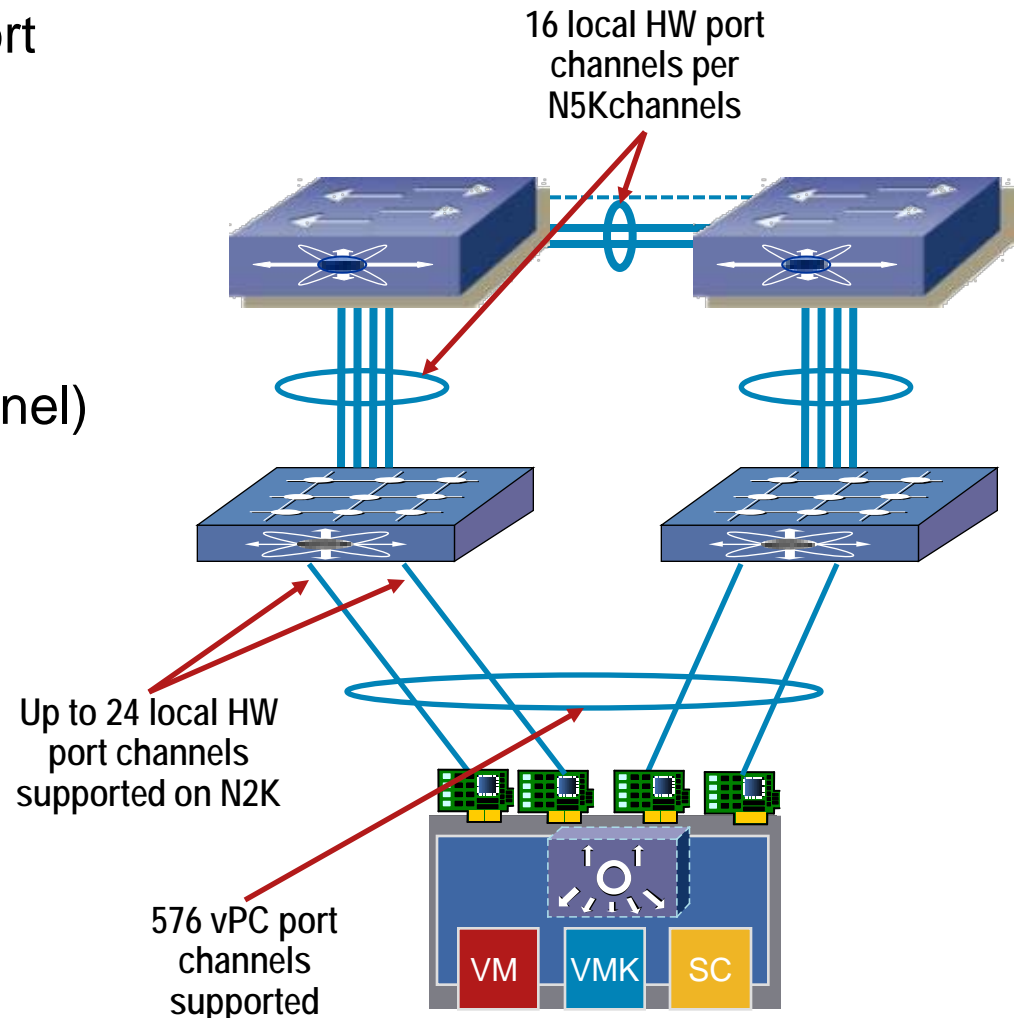 ort
16 local HW port
channels per
N5Kchannels
nel)
Up to 24 local HW
port channels
supported on N2K
576 vPC port
channels
supported
VM
VMK
SC